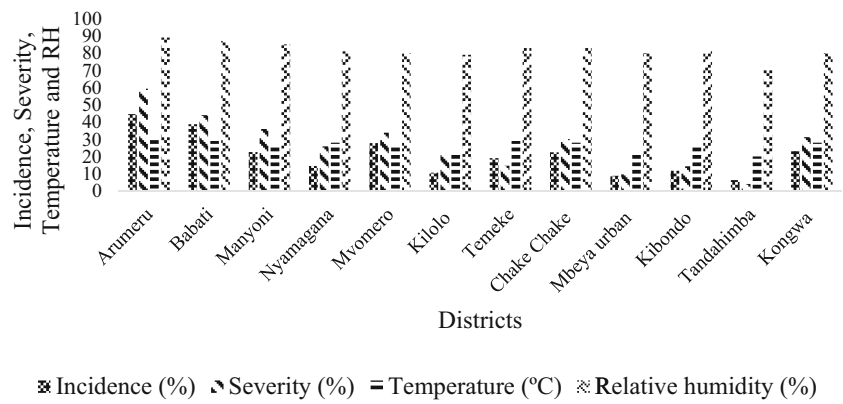 Incidence, Severity,
Temperature and RH
100
90
80
70
60
50
40
30
20
10
0
Arumeru
Babati
Manyoni
Nyamagana
Mvomero
Kilolo
Temeke
Chake Chake
Mbeya urban
Kibondo
Tandahimba
Kongwa
Districts
Incidence (%) Severity (%) Temperature (ºC) Relative humidity (%)